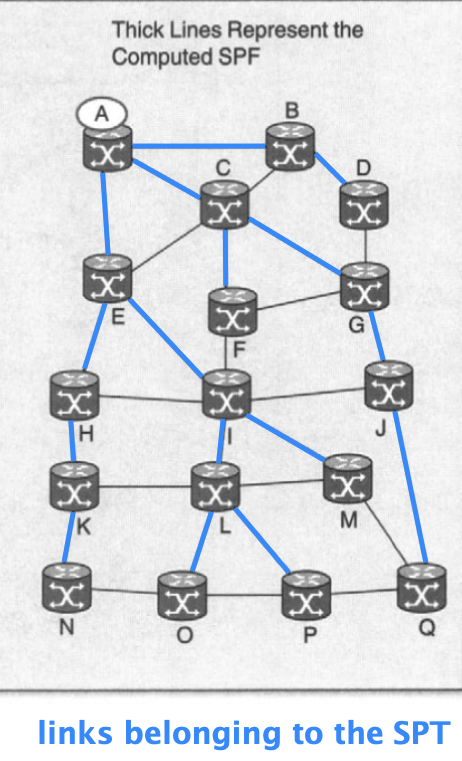 Thick Lines Represent the
Computed SPF
A
B
C
D
E
F
G
H
I
J
K
L
M
N
O
P
Q
links belonging to the SPT